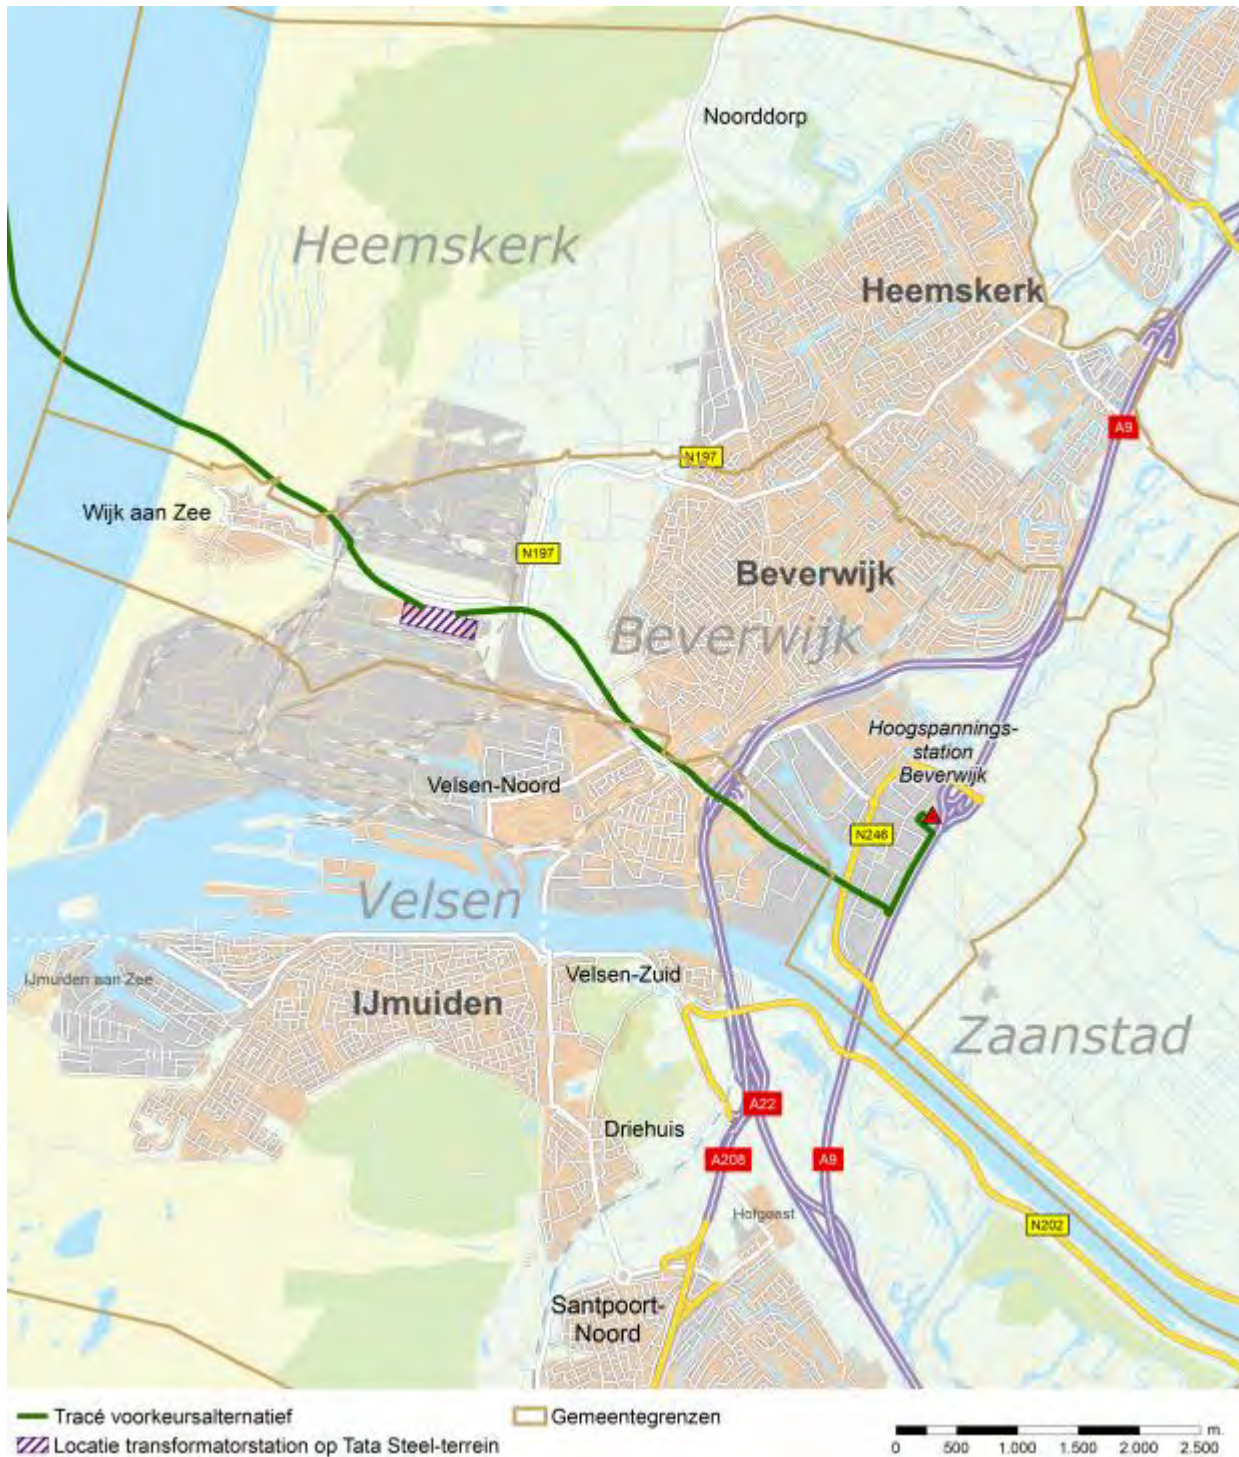 Noorddorp
Heemskerk
Heemskerk
A9
N197
Wijk aan Zee
N197
Beverwijk
Beverwijk
Hoogspannings-
station
Beverwijk
Velsen-Noord
N246
Velsen
IJmuiden aan Zee
Velsen-Zuid
IJmuiden
Zaanstad
A22
Driehuis
A208
A9
Hofgeest
N202
Santpoort-
Noord
Tracé voorkeursalternatief
Gemeentegrenzen
Locatie transformatorstation op Tata Steel-terrein
m.
0 500 1.000 1.500 2.000 2.500